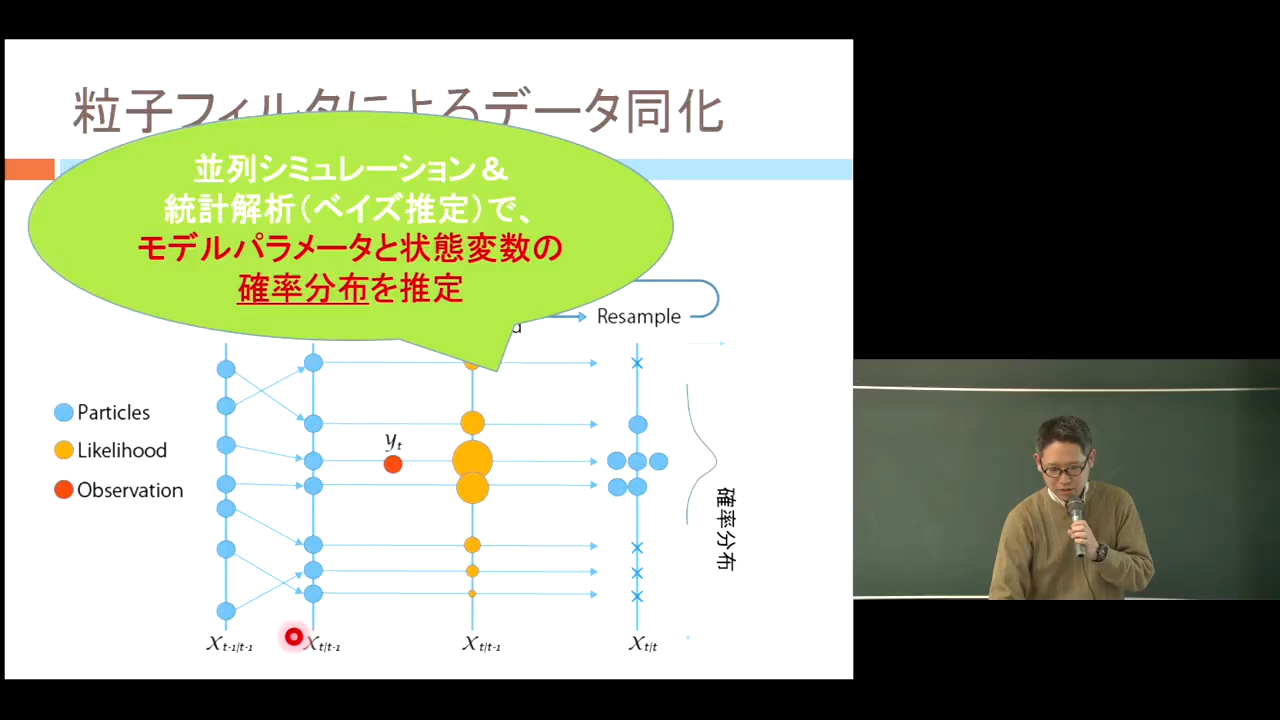 粒子フィルタによるデータ同化
並列シミュレーション＆
統計解析（ベイズ推定）で、
モデルパラメータと状態変数の
確率分布を推定
Resample
Particles
Likelihood
Observation
yt
確率分布
Xt-1|t-1
Xt|t-1
Xt|t-1
Xt|t